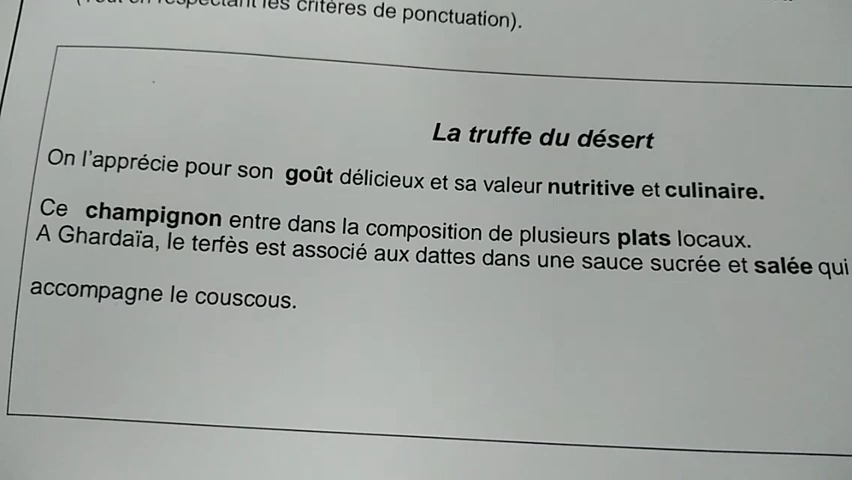 respectant les critères de ponctuation).
La truffe du désert
On l'apprécie pour son goût délicieux et sa valeur nutritive et culinaire.
Ce champignon entre dans la composition de plusieurs plats locaux.
A Ghardaïa, le terfès est associé aux dattes dans une sauce sucrée et salée qui
accompagne le couscous.